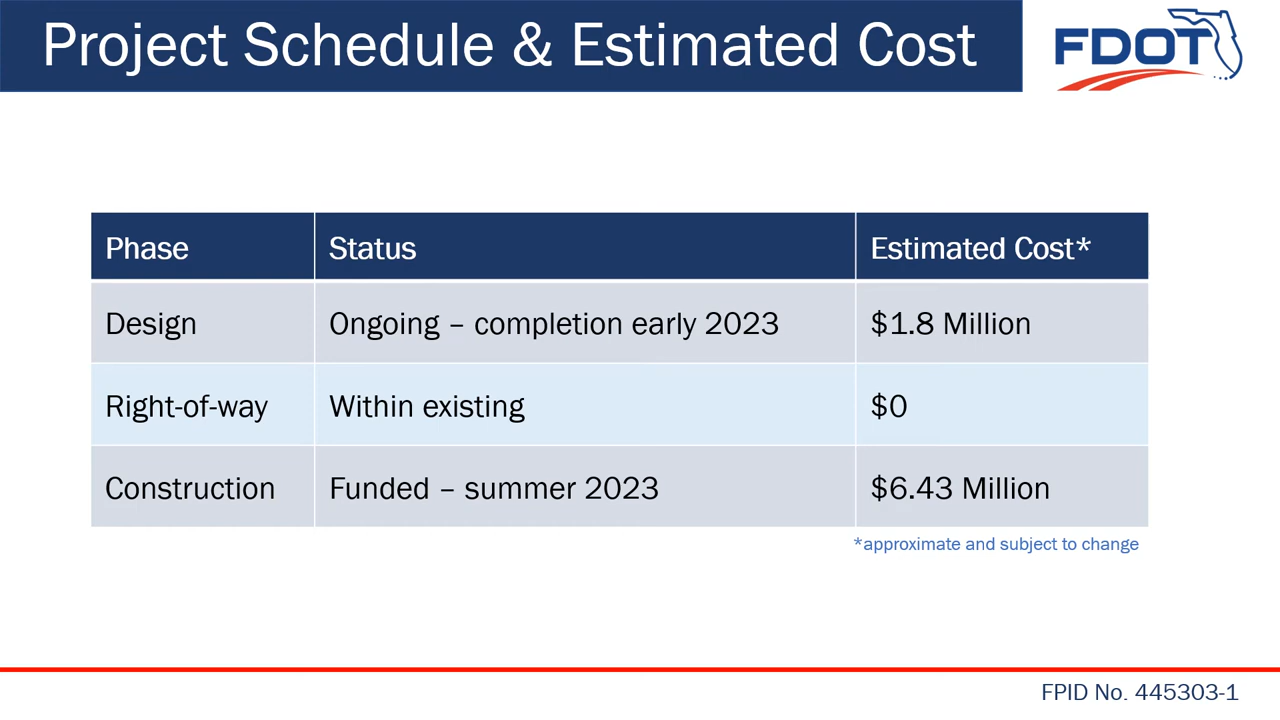 Project Schedule & Estimated Cost
FDOT
Phase Status Estimated Cost*
Design Ongoing – completion early 2023 $1.8 Million
Right-of-way Within existing $0
Construction Funded – summer 2023 $6.43 Million
*approximate and subject to change
FPID No. 445303-1